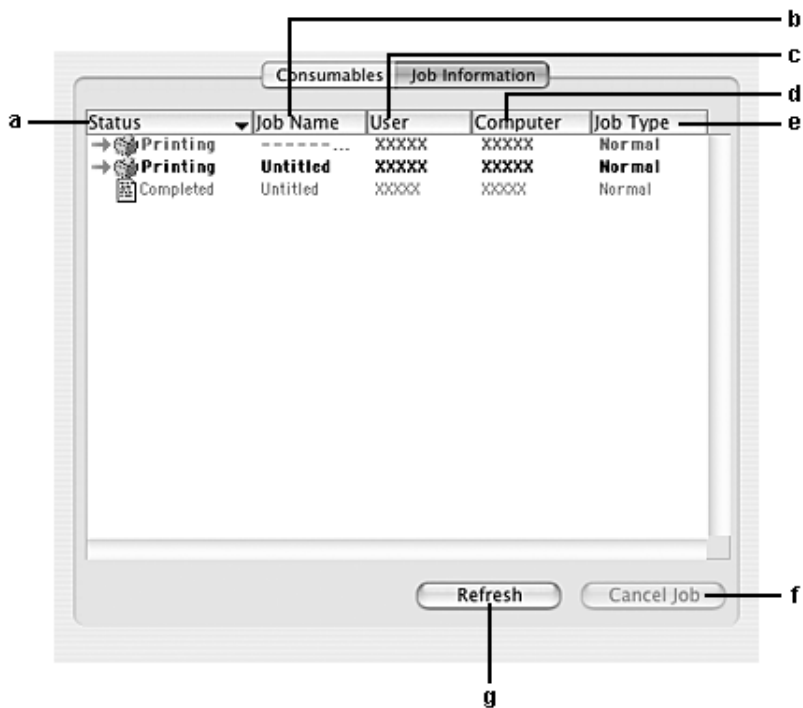 b
c
Consumables Job Information
d
a Status Job Name User Computer Job Type e
Printing ------... XXXXX XXXXX Normal
Printing Untitled XXXXX XXXXX Normal
Completed Untitled XXXXX XXXXX Normal
Refresh Cancel Job f
g